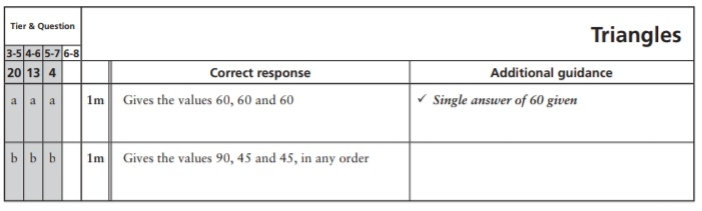 Tier & Question
Triangles
3-5 4-6 5-7 6-8
20 13 4 Correct response Additional guidance
a a a 1m Gives the values 60, 60 and 60 ✓ Single answer of 60 given
b b b 1m Gives the values 90, 45 and 45, in any order